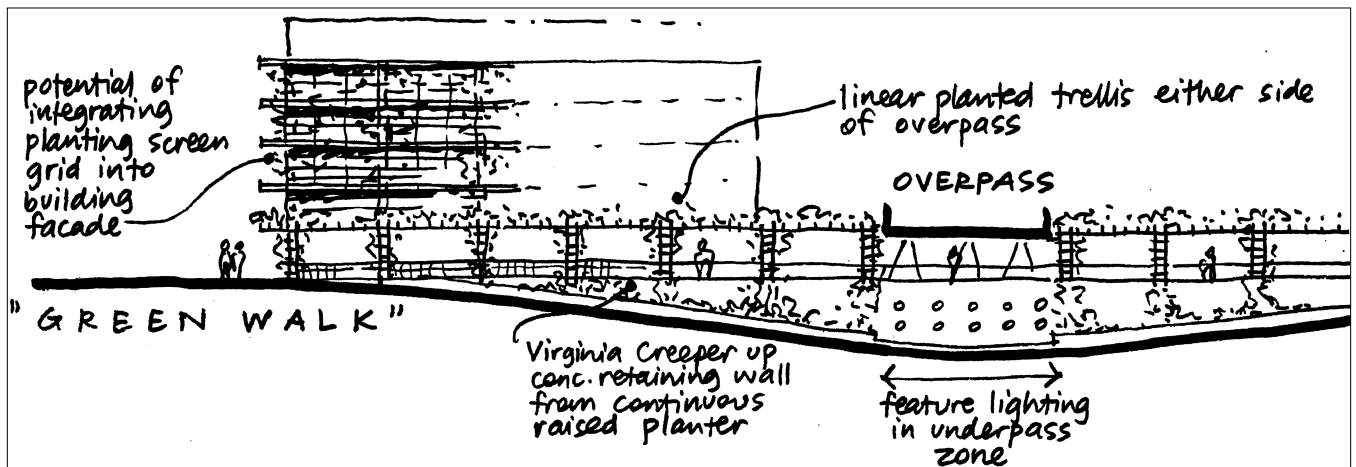 potential of
integrating
planting screen
grid into
building
facade
linear planted trellis either side
of overpass
OVERPASS
"GREEN WALK"
Virginia Creeper up
conc. retaining wall
from continuous
raised planter
feature lighting
in underpass
zone